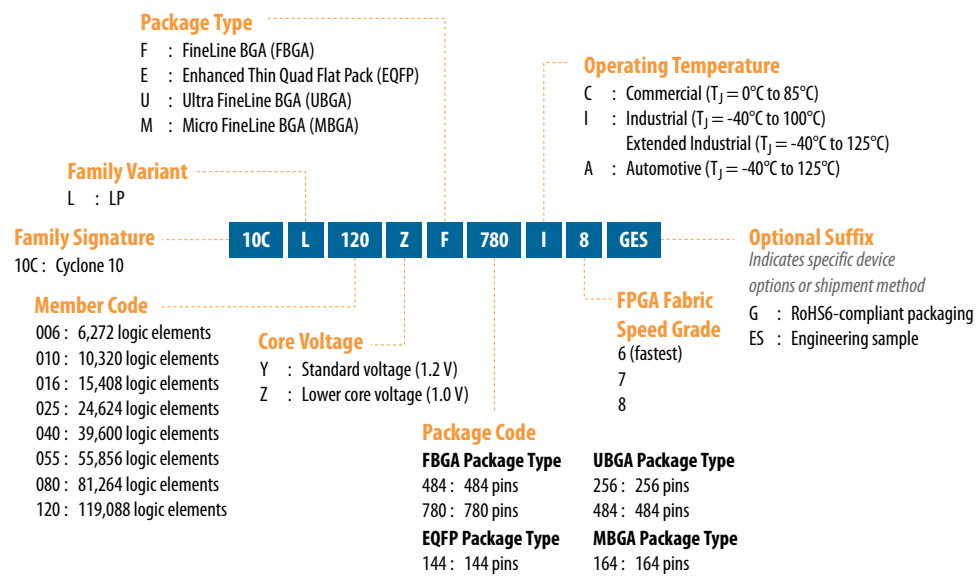 Package Type
F : FineLine BGA (FBGA)
E : Enhanced Thin Quad Flat Pack (EQFP)
U : Ultra FineLine BGA (UBGA)
M : Micro FineLine BGA (MBGA)
Operating Temperature
C : Commercial (TJ = 0°C to 85°C)
I : Industrial (TJ = -40°C to 100°C)
Extended Industrial (TJ = -40°C to 125°C)
A : Automotive (TJ = -40°C to 125°C)
Family Variant
L : LP
Family Signature
10C : Cyclone 10
10C L 120 Z F 780 I 8 GES
Optional Suffix
Indicates specific device
options or shipment method
G : RoHS6-compliant packaging
ES : Engineering sample
Member Code
006 : 6,272 logic elements
010 : 10,320 logic elements
016 : 15,408 logic elements
025 : 24,624 logic elements
040 : 39,600 logic elements
055 : 55,856 logic elements
080 : 81,264 logic elements
120 : 119,088 logic elements
Core Voltage
Y : Standard voltage (1.2 V)
Z : Lower core voltage (1.0 V)
FPGA Fabric
Speed Grade
6 (fastest)
7
8
Package Code
FBGA Package Type
484 : 484 pins
780 : 780 pins
EQFP Package Type
144 : 144 pins
UBGA Package Type
256 : 256 pins
484 : 484 pins
MBGA Package Type
164 : 164 pins